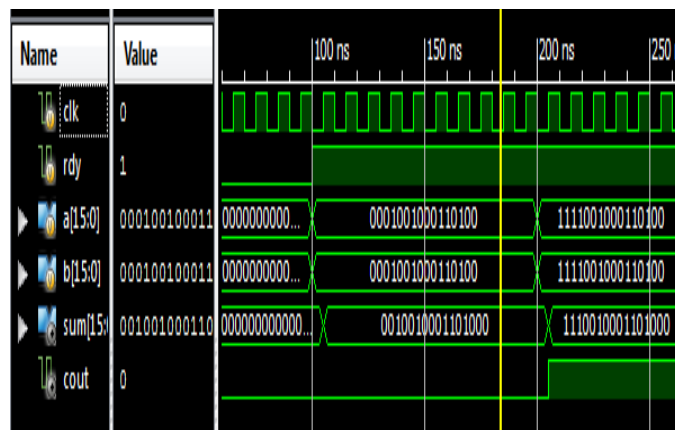 Name Value 100 ns 150 ns 200 ns 250
clk 0
rdy 1
a[15:0] 000100100011 0000000000... 0001001000110100 1111001000110100
b[15:0] 000100100011 0000000000... 0001001000110100 1111001000110100
sum[15:0 001001000110 000000000000... 0010010001101000 1110010001101000
cout 0